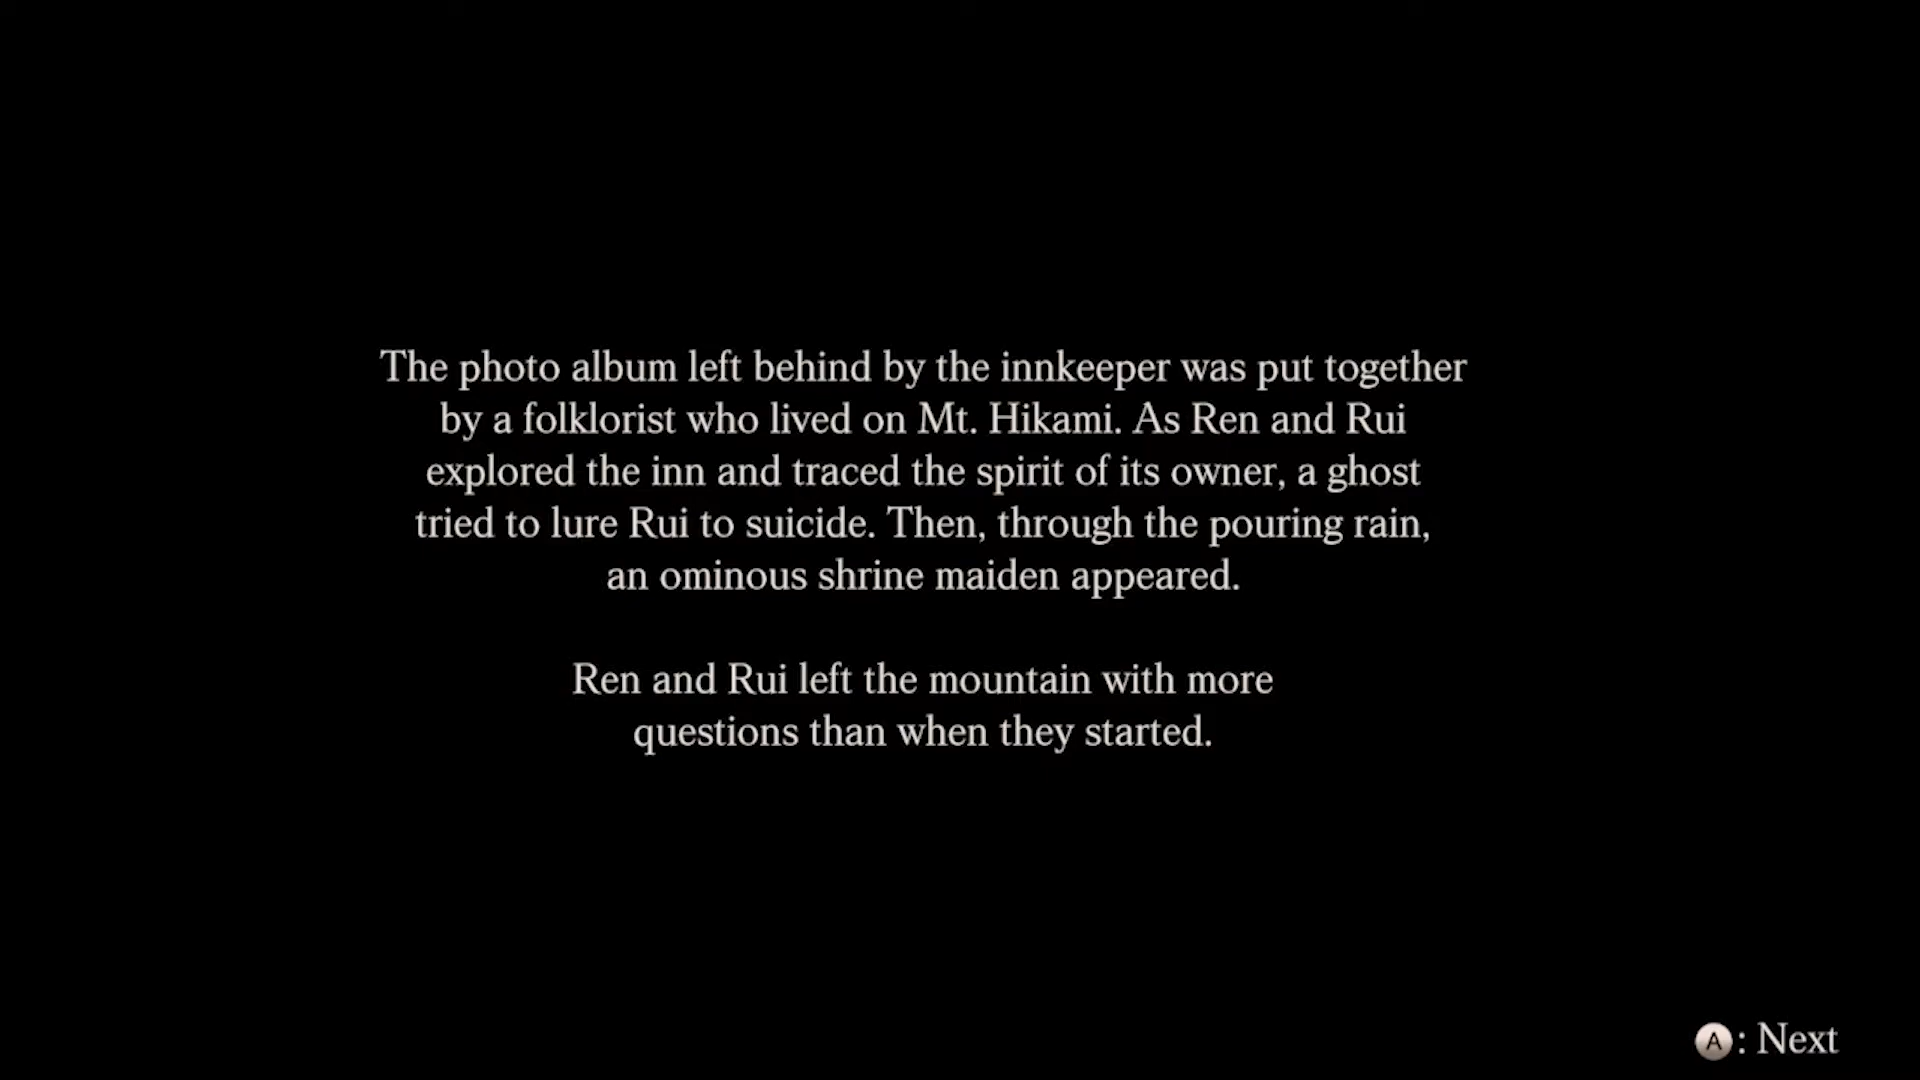 The photo album left behind by the innkeeper was put together
by a folklorist who lived on Mt. Hikami. As Ren and Rui
explored the inn and traced the spirit of its owner, a ghost
tried to lure Rui to suicide. Then, through the pouring rain,
an ominous shrine maiden appeared.
Ren and Rui left the mountain with more
questions than when they started.
A : Next